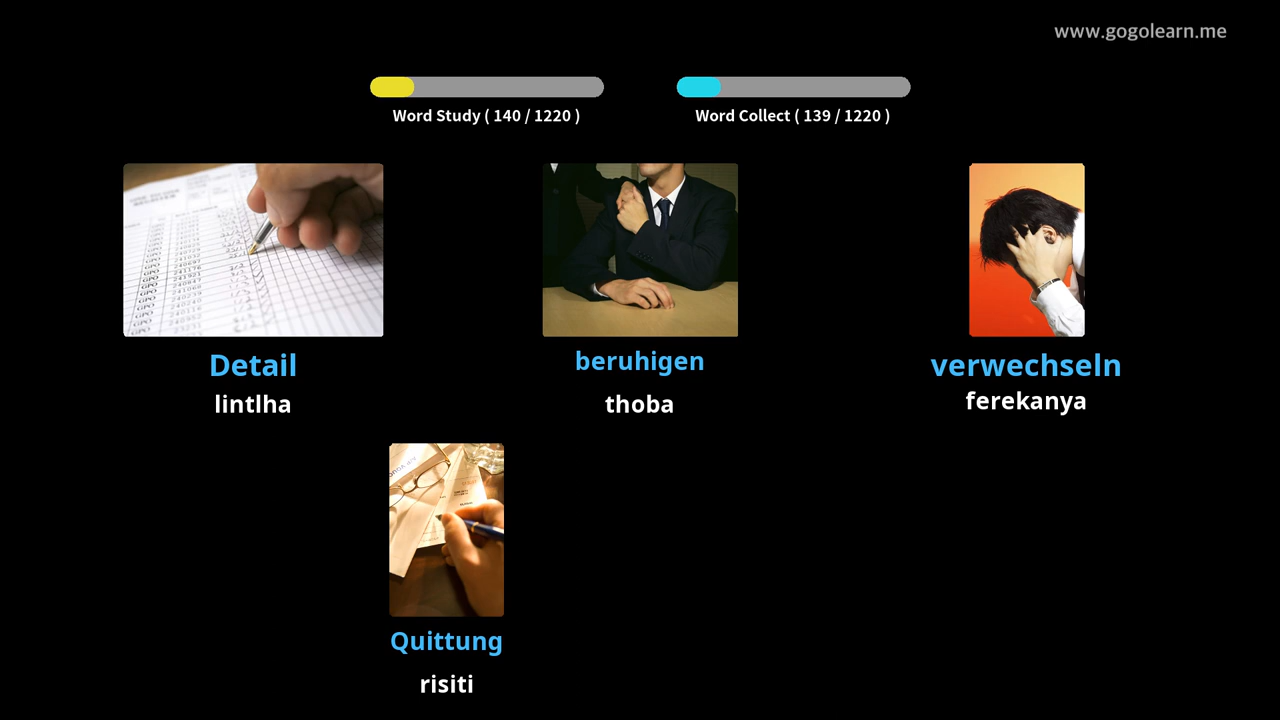 www.gogolearn.me
Word Study ( 140 / 1220 )
Word Collect ( 139 / 1220 )
Detail
lintlha
beruhigen
thoba
verwechseln
ferekanya
Quittung
risiti